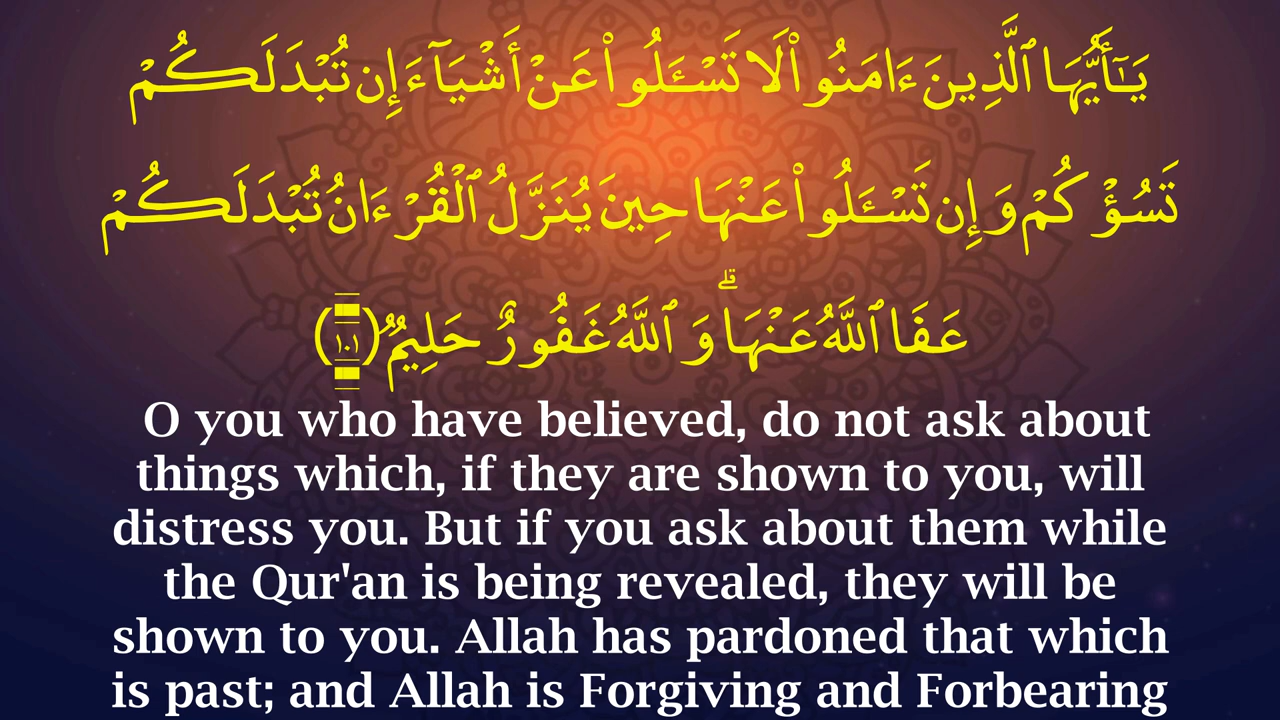 يَـٰٓأَيُّهَا ٱلَّذِينَ ءَامَنُوا۟ لَا تَسْـَٔلُوا۟ عَنْ أَشْيَآءَ إِن تُبْدَ لَكُمْ
تَسُؤْكُمْ وَإِن تَسْـَٔلُوا۟ عَنْهَا حِينَ يُنَزَّلُ ٱلْقُرْءَانُ تُبْدَ لَكُمْ
عَفَا ٱللَّهُ عَنْهَا ۗ وَٱللَّهُ غَفُورٌ حَلِيمٌۭ (١٠١)
O you who have believed, do not ask about
things which, if they are shown to you, will
distress you. But if you ask about them while
the Qur'an is being revealed, they will be
shown to you. Allah has pardoned that which
is past; and Allah is Forgiving and Forbearing